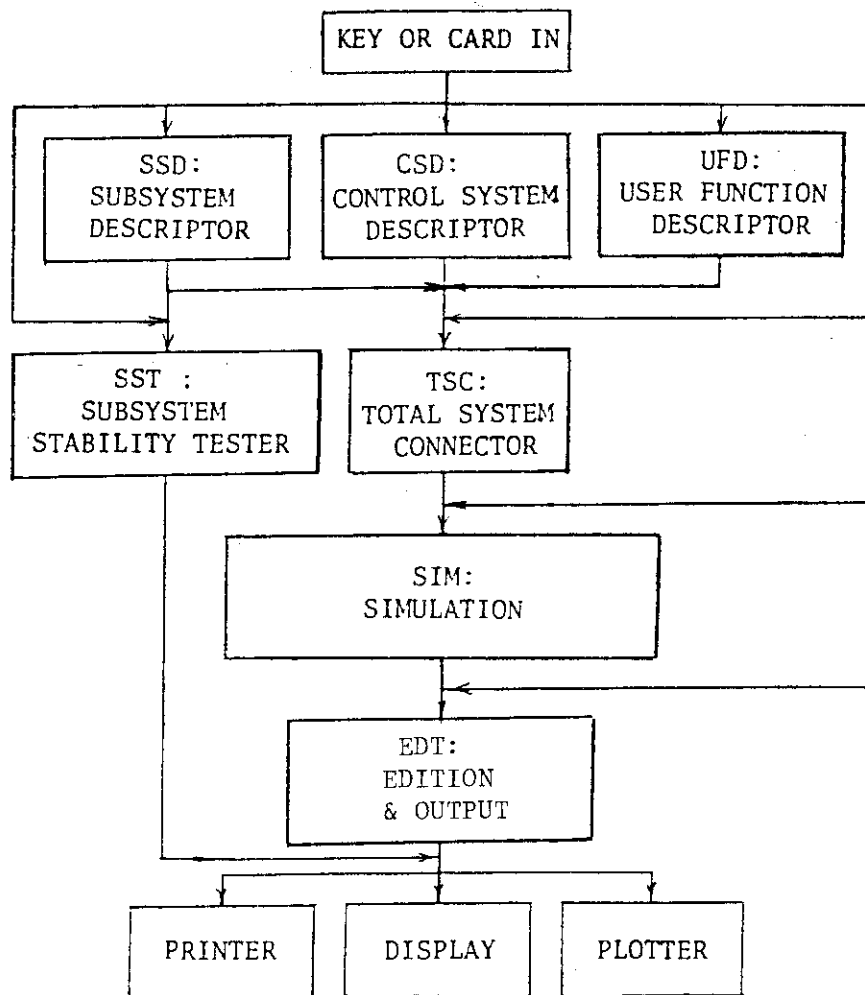 KEY OR CARD IN
SSD:
SUBSYSTEM
DESCRIPTOR
CSD:
CONTROL SYSTEM
DESCRIPTOR
UFD:
USER FUNCTION
DESCRIPTOR
SST :
SUBSYSTEM
STABILITY TESTER
TSC:
TOTAL SYSTEM
CONNECTOR
SIM:
SIMULATION
EDT:
EDITION
& OUTPUT
PRINTER
DISPLAY
PLOTTER